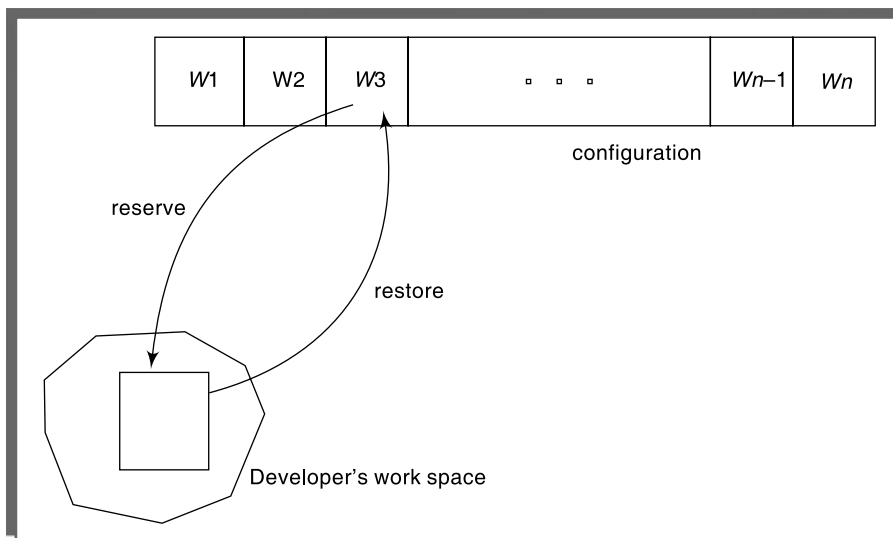 W1 W2 W3 Wn–1 Wn
configuration
reserve
restore
Developer's work space